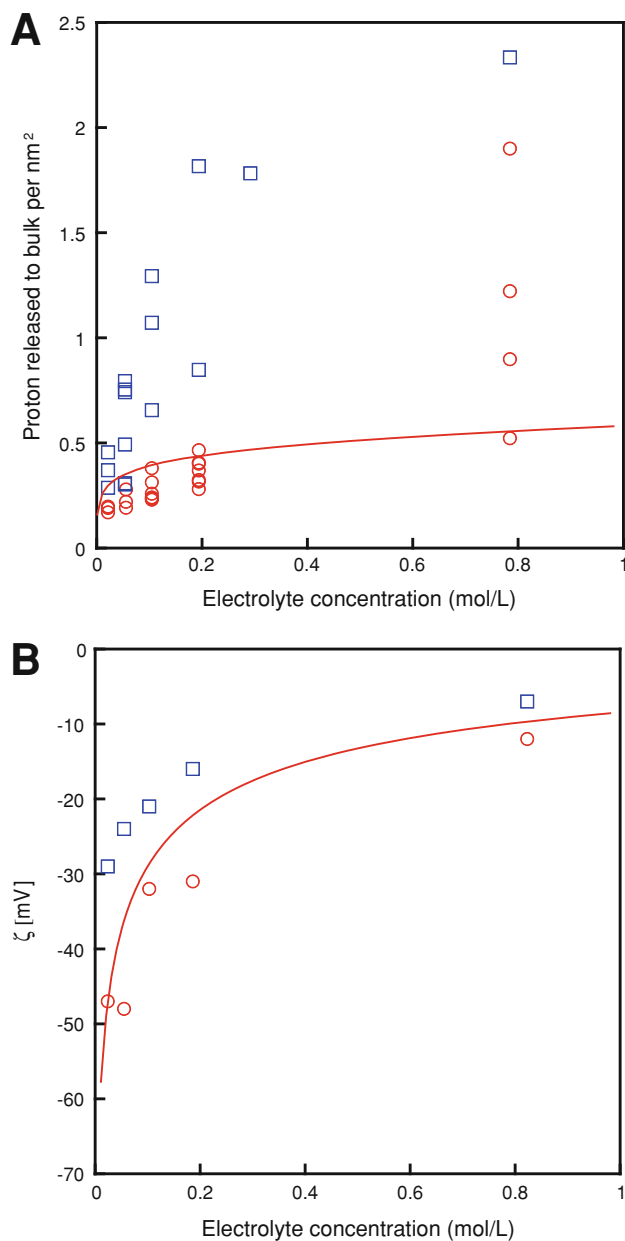 A
Proton released to bulk per nm²
2.5
2
1.5
1
0.5
0
0 0.2 0.4 0.6 0.8 1
Electrolyte concentration (mol/L)
B
ζ [mV]
0
-10
-20
-30
-40
-50
-60
-70
0 0.2 0.4 0.6 0.8 1
Electrolyte concentration (mol/L)